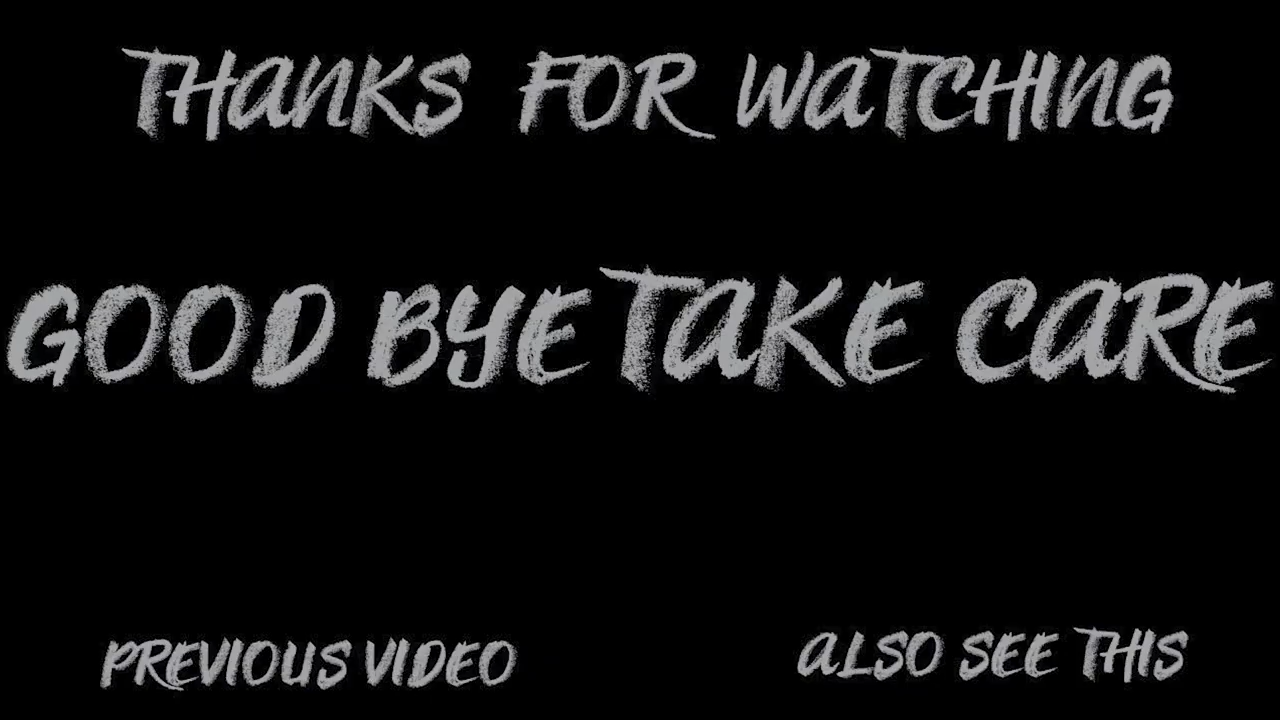 THANKS FOR WATCHING
GOOD BYE TAKE CARE
PREVIOUS VIDEO
ALSO SEE THIS